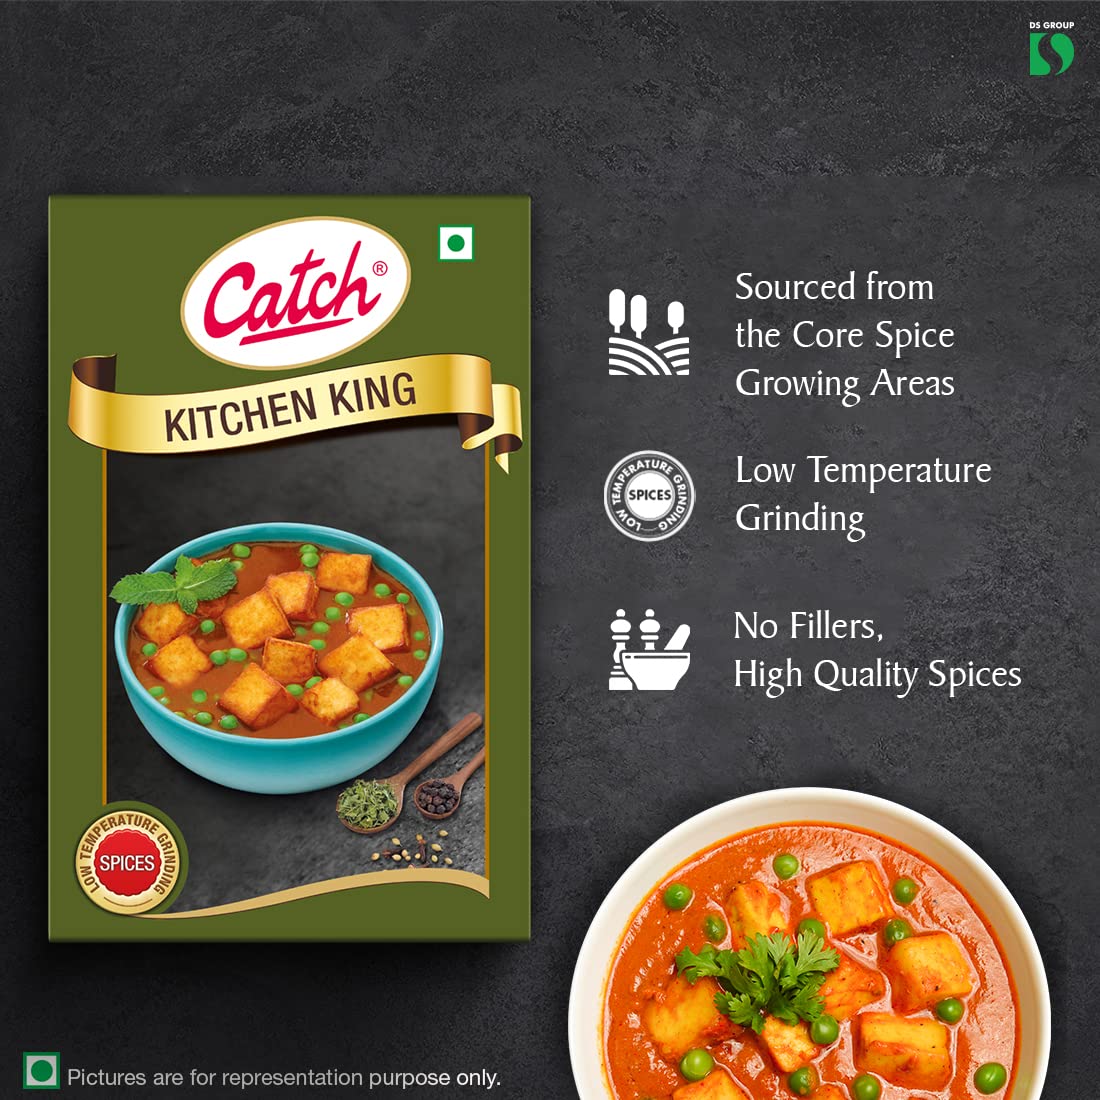 DS GROUP
Catch®
KITCHEN KING
LOW TEMPERATURE GRINDING
SPICES
Sourced from
the Core Spice
Growing Areas
LOW TEMPERATURE GRINDING
SPICES
Low Temperature
Grinding
No Fillers,
High Quality Spices
Pictures are for representation purpose only.